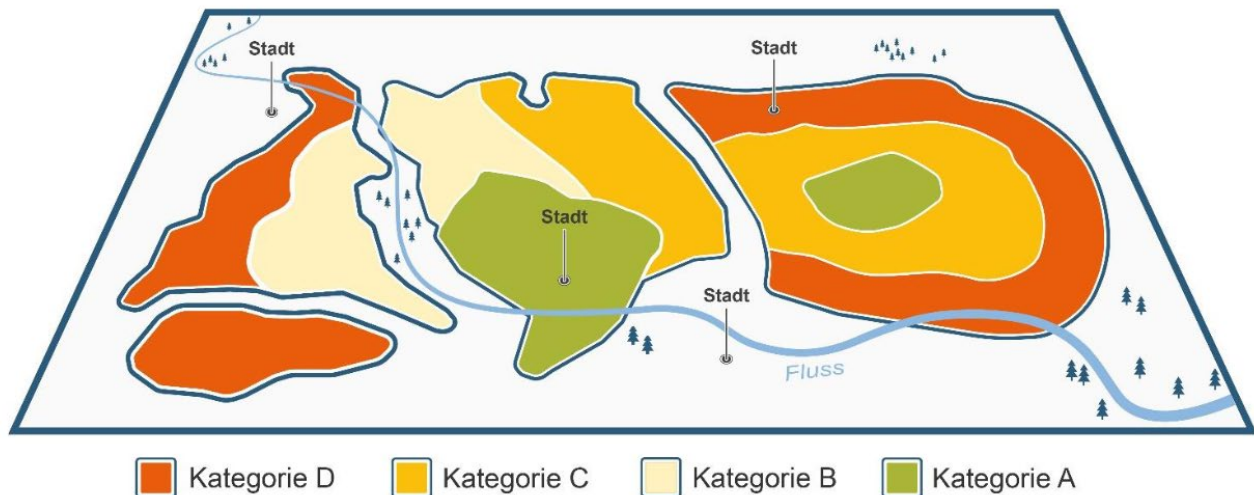 Stadt
Stadt
Stadt
Stadt
Fluss
Kategorie D
Kategorie C
Kategorie B
Kategorie A